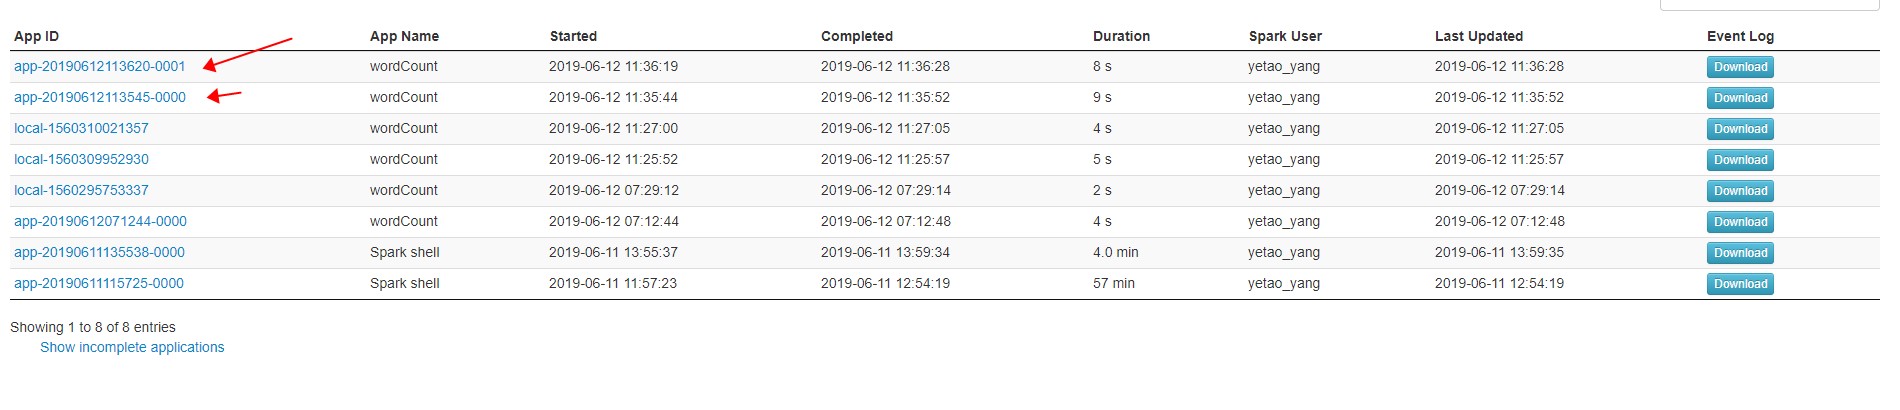 App ID App Name Started Completed Duration Spark User Last Updated Event Log
app-20190612113620-0001 wordCount 2019-06-12 11:36:19 2019-06-12 11:36:28 8 s yetao_yang 2019-06-12 11:36:28 Download
app-20190612113545-0000 wordCount 2019-06-12 11:35:44 2019-06-12 11:35:52 9 s yetao_yang 2019-06-12 11:35:52 Download
local-1560310021357 wordCount 2019-06-12 11:27:00 2019-06-12 11:27:05 4 s yetao_yang 2019-06-12 11:27:05 Download
local-1560309952930 wordCount 2019-06-12 11:25:52 2019-06-12 11:25:57 5 s yetao_yang 2019-06-12 11:25:57 Download
local-1560295753337 wordCount 2019-06-12 07:29:12 2019-06-12 07:29:14 2 s yetao_yang 2019-06-12 07:29:14 Download
app-20190612071244-0000 wordCount 2019-06-12 07:12:44 2019-06-12 07:12:48 4 s yetao_yang 2019-06-12 07:12:48 Download
app-20190611135538-0000 Spark shell 2019-06-11 13:55:37 2019-06-11 13:59:34 4.0 min yetao_yang 2019-06-11 13:59:35 Download
app-20190611115725-0000 Spark shell 2019-06-11 11:57:23 2019-06-11 12:54:19 57 min yetao_yang 2019-06-11 12:54:19 Download
Showing 1 to 8 of 8 entries
Show incomplete applications